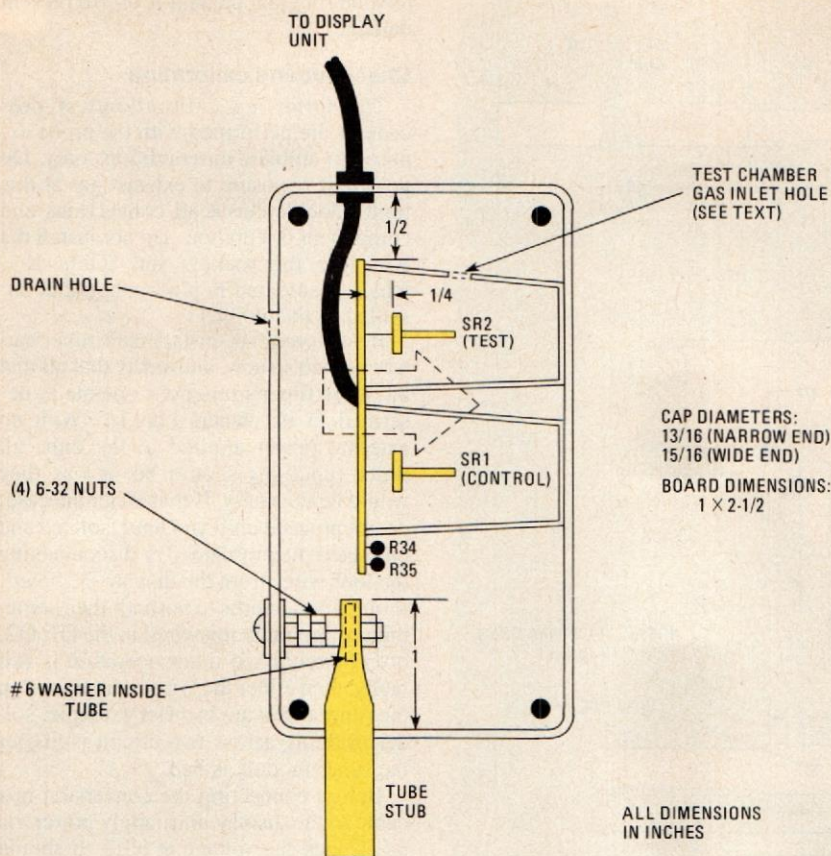 TO DISPLAY
UNIT
TEST CHAMBER
GAS INLET HOLE
(SEE TEXT)
1/2
DRAIN HOLE
1/4
SR2
(TEST)
CAP DIAMETERS:
13/16 (NARROW END)
15/16 (WIDE END)
BOARD DIMENSIONS:
1 × 2-1/2
SR1
(CONTROL)
(4) 6-32 NUTS
R34
R35
#6 WASHER INSIDE
TUBE
TUBE
STUB
ALL DIMENSIONS
IN INCHES